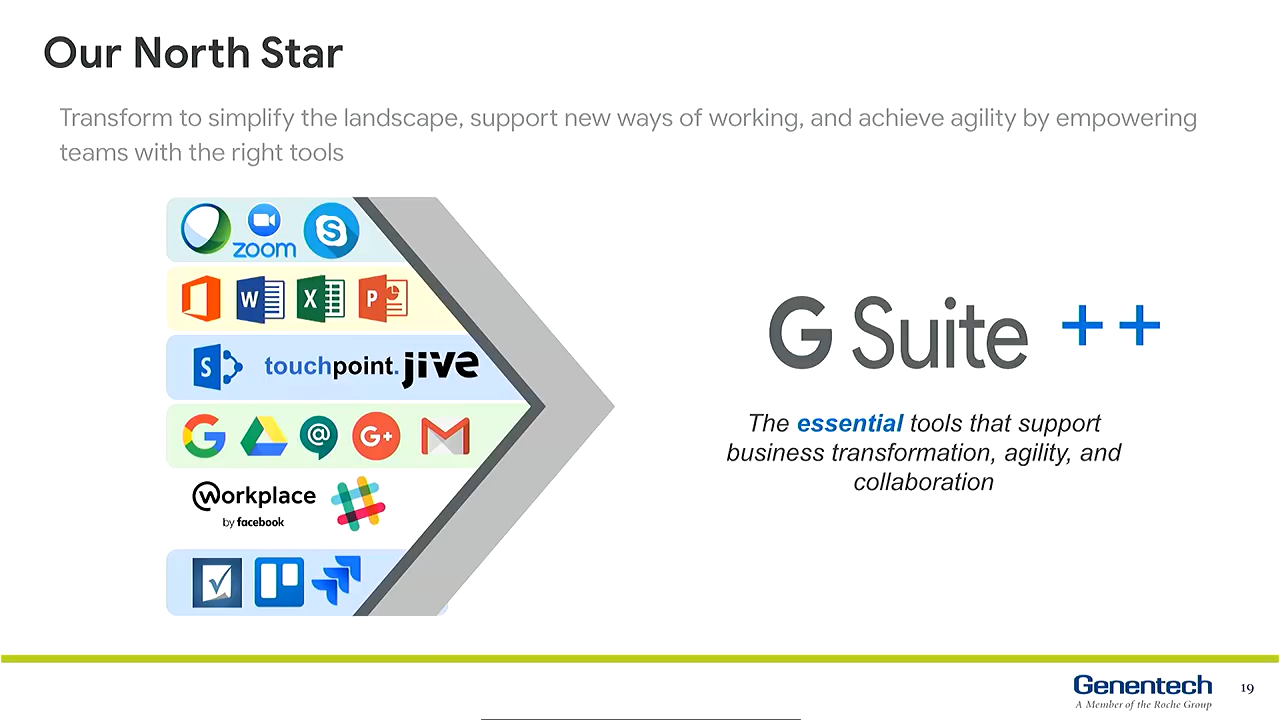 Our North Star
Transform to simplify the landscape, support new ways of working, and achieve agility by empowering
teams with the right tools
zoom
S
W
X
P
S
touchpoint.
jive
G
@
G+
M
workplace
by facebook
G Suite ++
The essential tools that support
business transformation, agility, and
collaboration
Genentech
A Member of the Roche Group
19